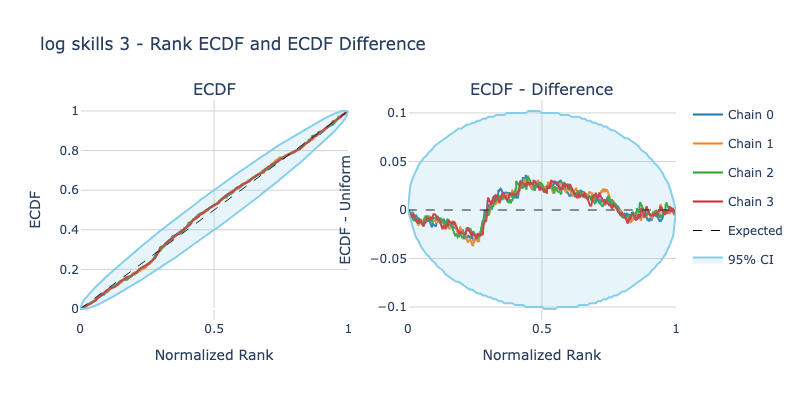 log skills 3 - Rank ECDF and ECDF Difference
ECDF
ECDF
1
0.8
0.6
0.4
0.2
0
0
0.5
1
Normalized Rank
ECDF - Difference
ECDF - Uniform
0.1
0.05
0
−0.05
−0.1
0
0.5
1
Normalized Rank
Chain 0
Chain 1
Chain 2
Chain 3
Expected
95% CI